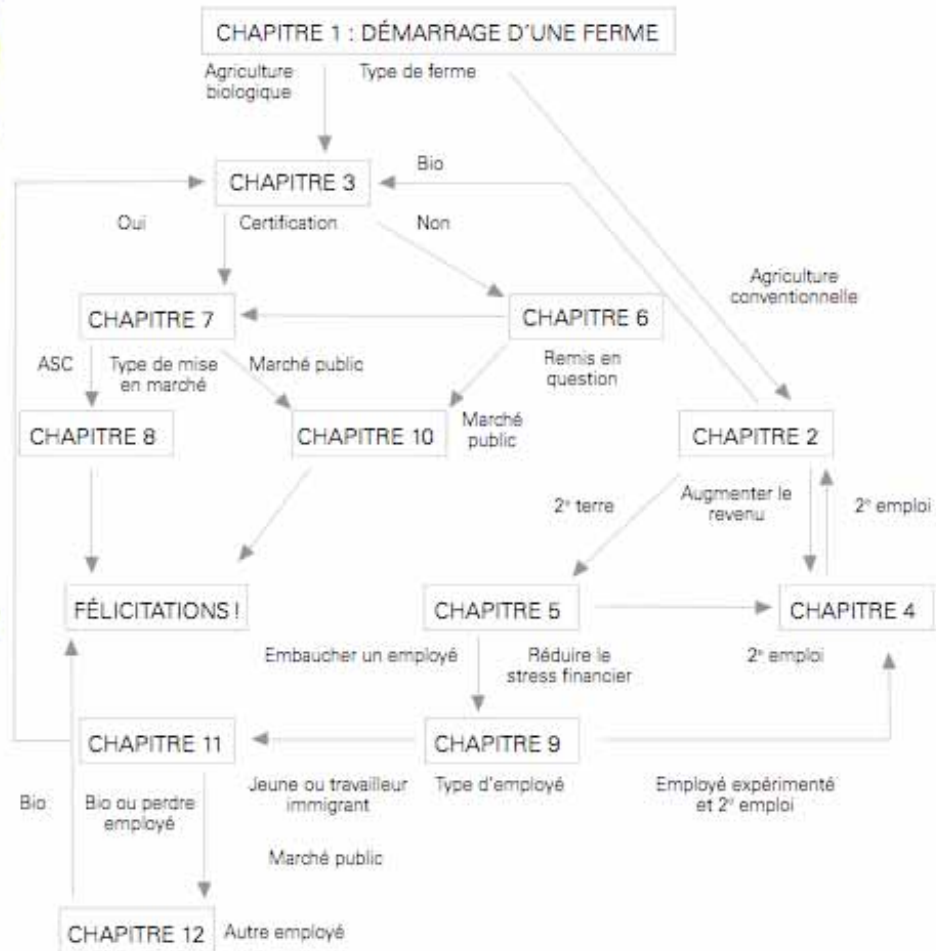 CHAPITRE 1 : DÉMARRAGE D'UNE FERME
Agriculture
biologique
Type de ferme
CHAPITRE 3
Bio
Oui
Certification
Non
Agriculture
conventionnelle
CHAPITRE 7
CHAPITRE 6
ASC
Type de mise
en marché
Marché public
Remis en
question
CHAPITRE 8
CHAPITRE 10
Marché
public
CHAPITRE 2
2e terre
Augmenter le
revenu
2e emploi
FÉLICITATIONS !
CHAPITRE 5
CHAPITRE 4
Embaucher un employé
Réduire le
stress financier
2e emploi
CHAPITRE 11
CHAPITRE 9
Bio
Bio ou perdre
employé
Jeune ou travailleur
immigrant
Type d'employé
Employé expérimenté
et 2e emploi
Marché public
CHAPITRE 12
Autre employé